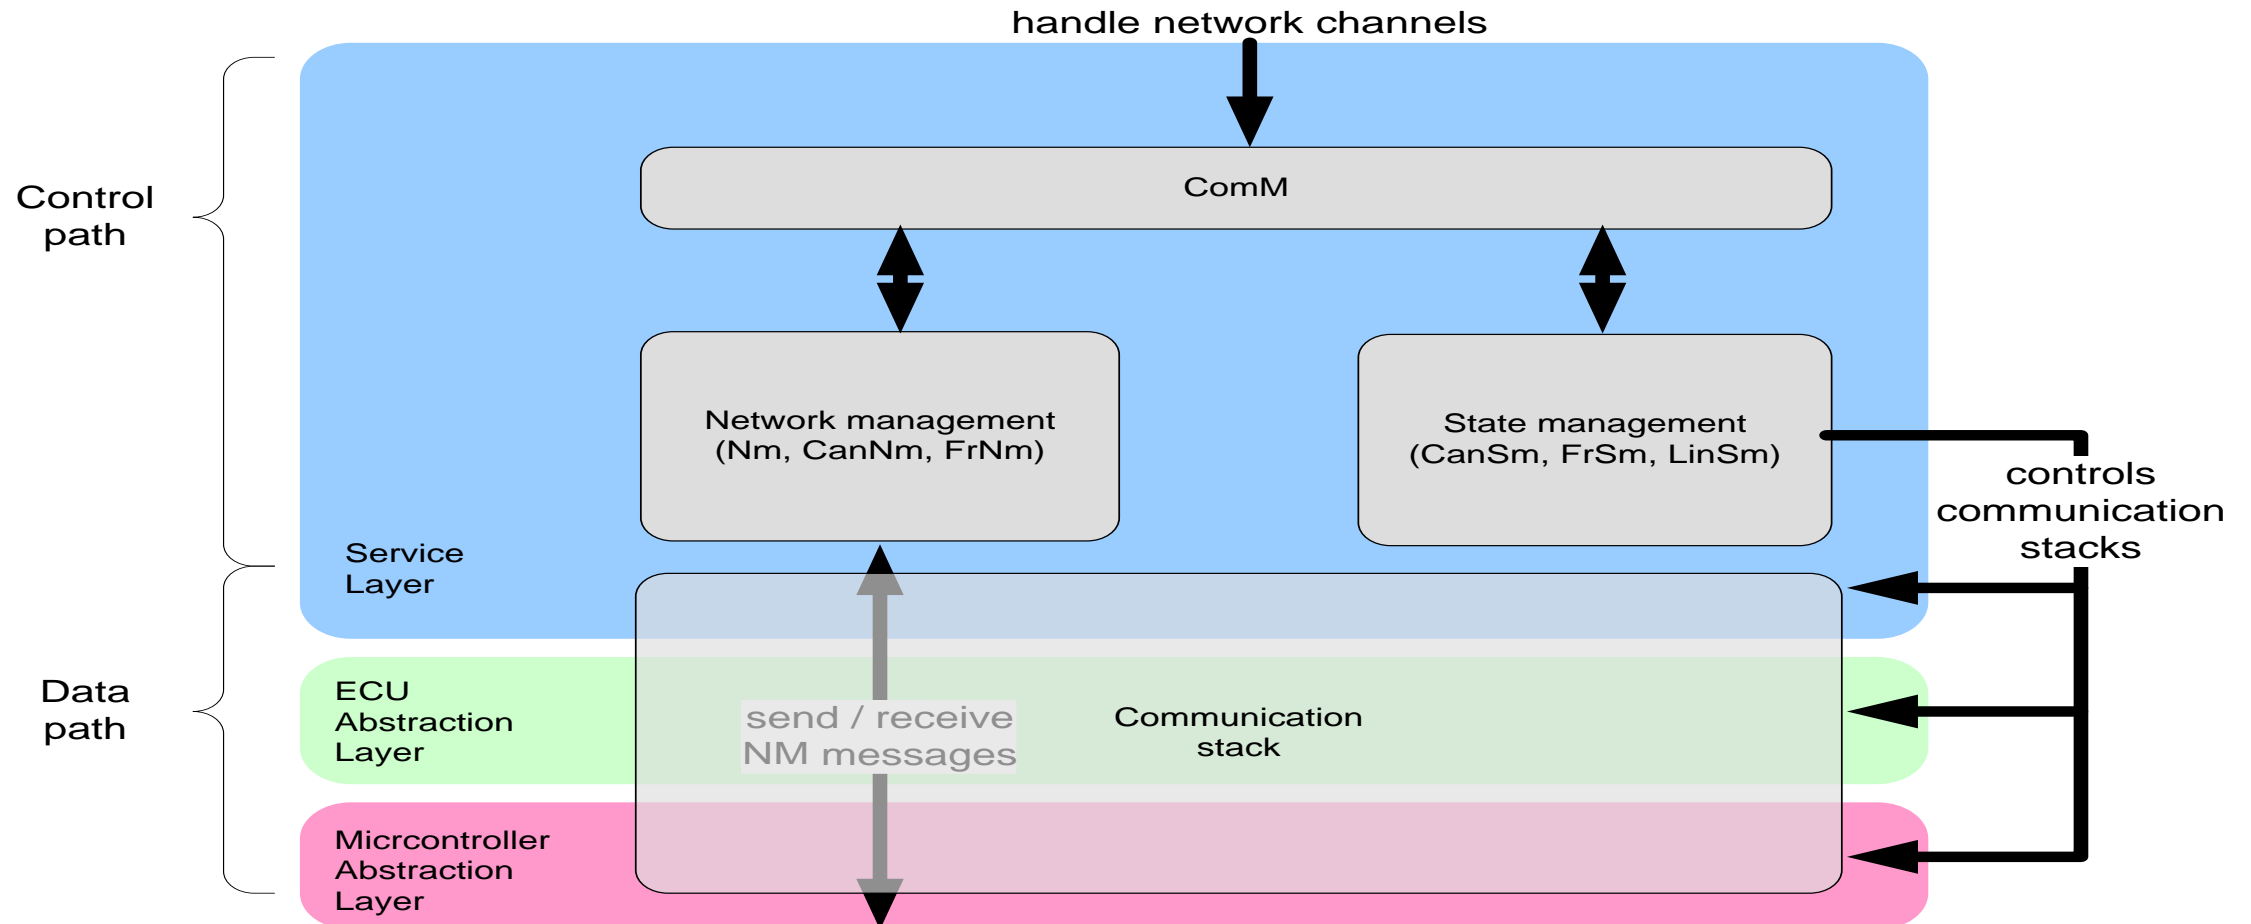 handle network channels
Control
path
ComM
Network management
(Nm, CanNm, FrNm)
State management
(CanSm, FrSm, LinSm)
controls
communication
stacks
Service
Layer
Data
path
ECU
Abstraction
Layer
send / receive
NM messages
Communication
stack
Micrcontroller
Abstraction
Layer